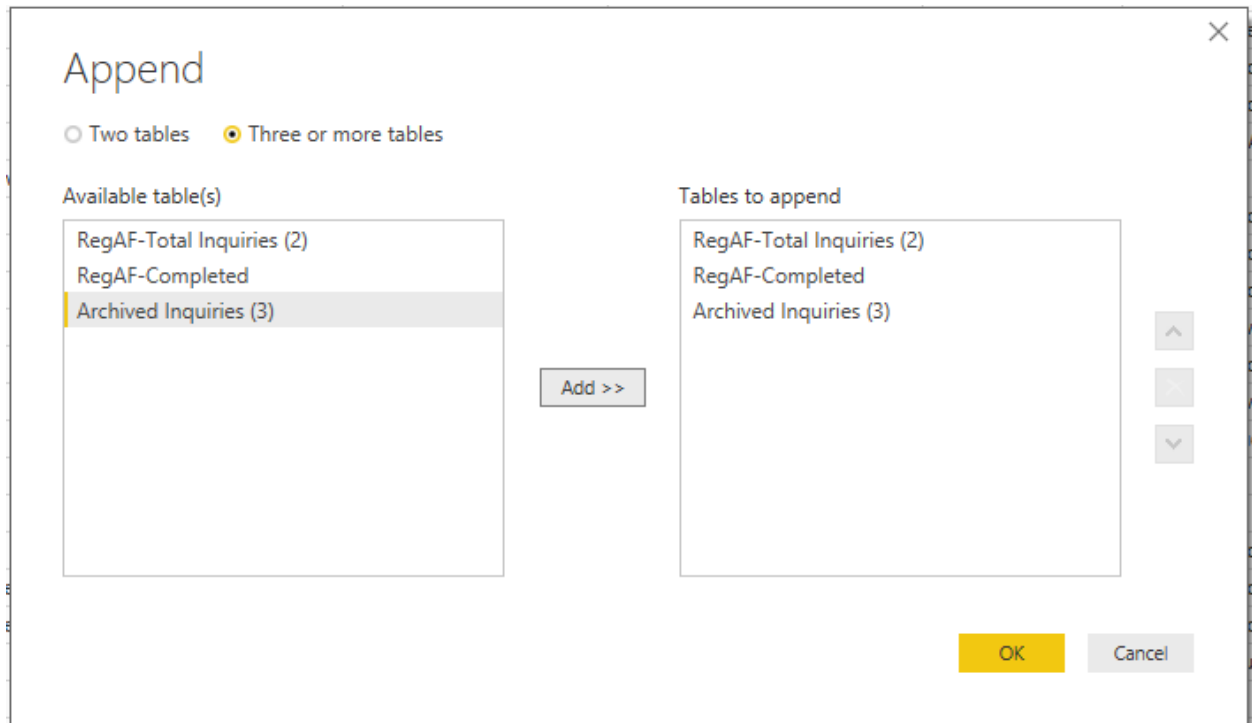 Append
Two tables
Three or more tables
Available table(s)
RegAF-Total Inquiries (2)
RegAF-Completed
Archived Inquiries (3)
Add >>
Tables to append
RegAF-Total Inquiries (2)
RegAF-Completed
Archived Inquiries (3)
OK
Cancel